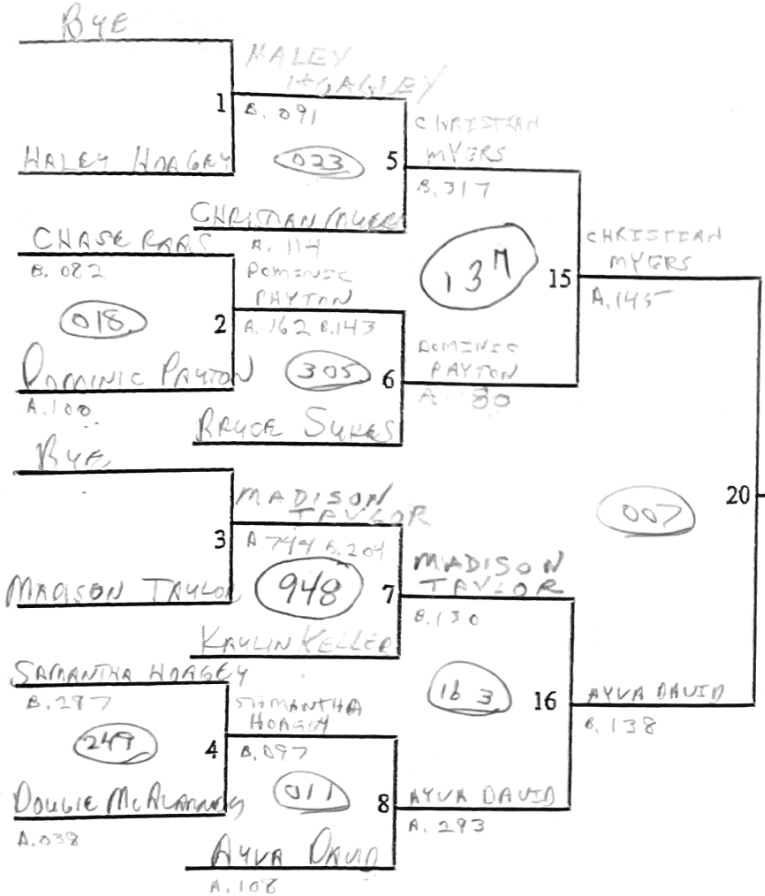 BYE
HALEY
HOAGLEY
1
B. 091
CHRISTIAN
MYERS
HALEY HOAGEY
023
5
B. 317
CHRISTIAN MYERS
A. 114
CHASE
B. 082
DOMINIC
PAYTON
137
15
CHRISTIAN
MYERS
A. 145
018
2
A. 162 B. 143
DOMINIC
PAYTON
DOMINIC PAYTON
305
6
A. 80
A. 100
BRYCE SYKES
BYE
MADISON
TAYLOR
20
007
3
A. 744 B. 204
MADISON
TAYLOR
MADISON TAYLOR
948
7
B. 130
KAYLIN KELLER
SAMANTHA HOAGEY
B. 287
SAMANTHA
HOAGEY
163
16
AYVA DAVID
B. 138
249
4
B. 097
DOUGIE
011
8
AYVA DAVID
A. 038
A. 293
AYVA DAVID
A. 108